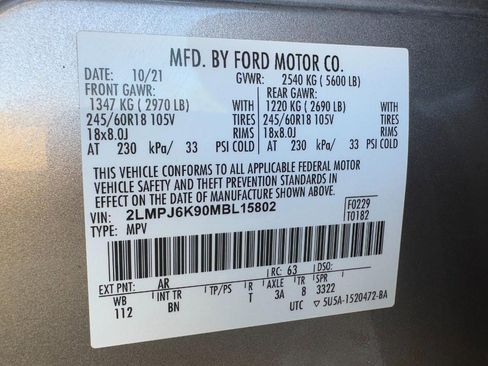 MFD. BY FORD MOTOR CO.
DATE: 10/21 GVWR: 2540 KG ( 5600 LB)
FRONT GAWR: REAR GAWR:
1347 KG ( 2970 LB) WITH 1220 KG ( 2690 LB) WITH
245/60R18 105V TIRES 245/60R18 105V TIRES
18x8.0J RIMS 18x8.0J RIMS
AT 230 kPa/ 33 PSI COLD AT 230 kPa/ 33 PSI COLD
THIS VEHICLE CONFORMS TO ALL APPLICABLE FEDERAL MOTOR
VEHICLE SAFETY AND THEFT PREVENTION STANDARDS IN
EFFECT ON THE DATE OF MANUFACTURE SHOWN ABOVE.
VIN: 2LMPJ6K90MBL15802 F0229
TYPE: MPV T0182
EXT PNT: AR RC: 63 DSO:
WB INT TR TP/PS R AXLE TR SPR
112 BN T 3A 8 3322
UTC ▽ 5U5A-1520472-BA